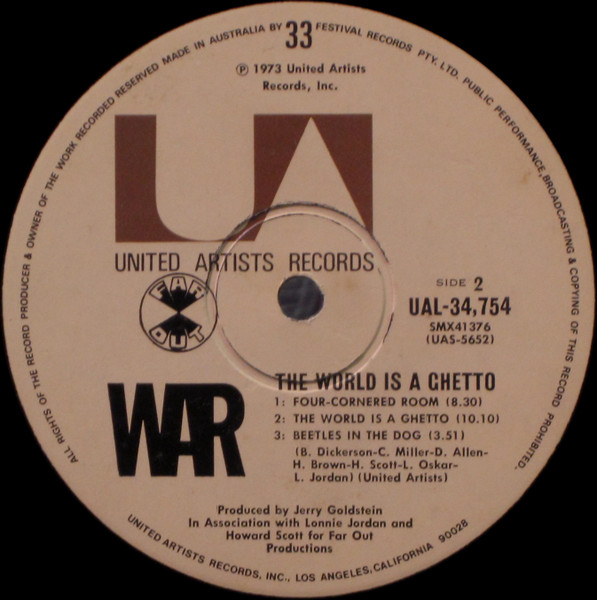 ALL RIGHTS OF THE RECORD PRODUCER & OWNER OF THE WORK RECORDED RESERVED MADE IN AUSTRALIA BY FESTIVAL RECORDS PTY. LTD. PUBLIC PERFORMANCE, BROADCASTING & COPYING OF THIS RECORD PROHIBITED.
33
℗ 1973 United Artists
Records, Inc.
UA
UNITED ARTISTS RECORDS
FAR
OUT
SIDE 2
UAL-34,754
SMX41376
(UAS-5652)
WAR
THE WORLD IS A GHETTO
1: FOUR-CORNERED ROOM (8.30)
2: THE WORLD IS A GHETTO (10.10)
3: BEETLES IN THE DOG (3.51)
(B. Dickerson-C. Miller-D. Allen-
H. Brown-H. Scott-L. Oskar-
L. Jordan) (United Artists)
Produced by Jerry Goldstein
In Association with Lonnie Jordan and
Howard Scott for Far Out
Productions
UNITED ARTISTS RECORDS, INC., LOS ANGELES, CALIFORNIA 90028